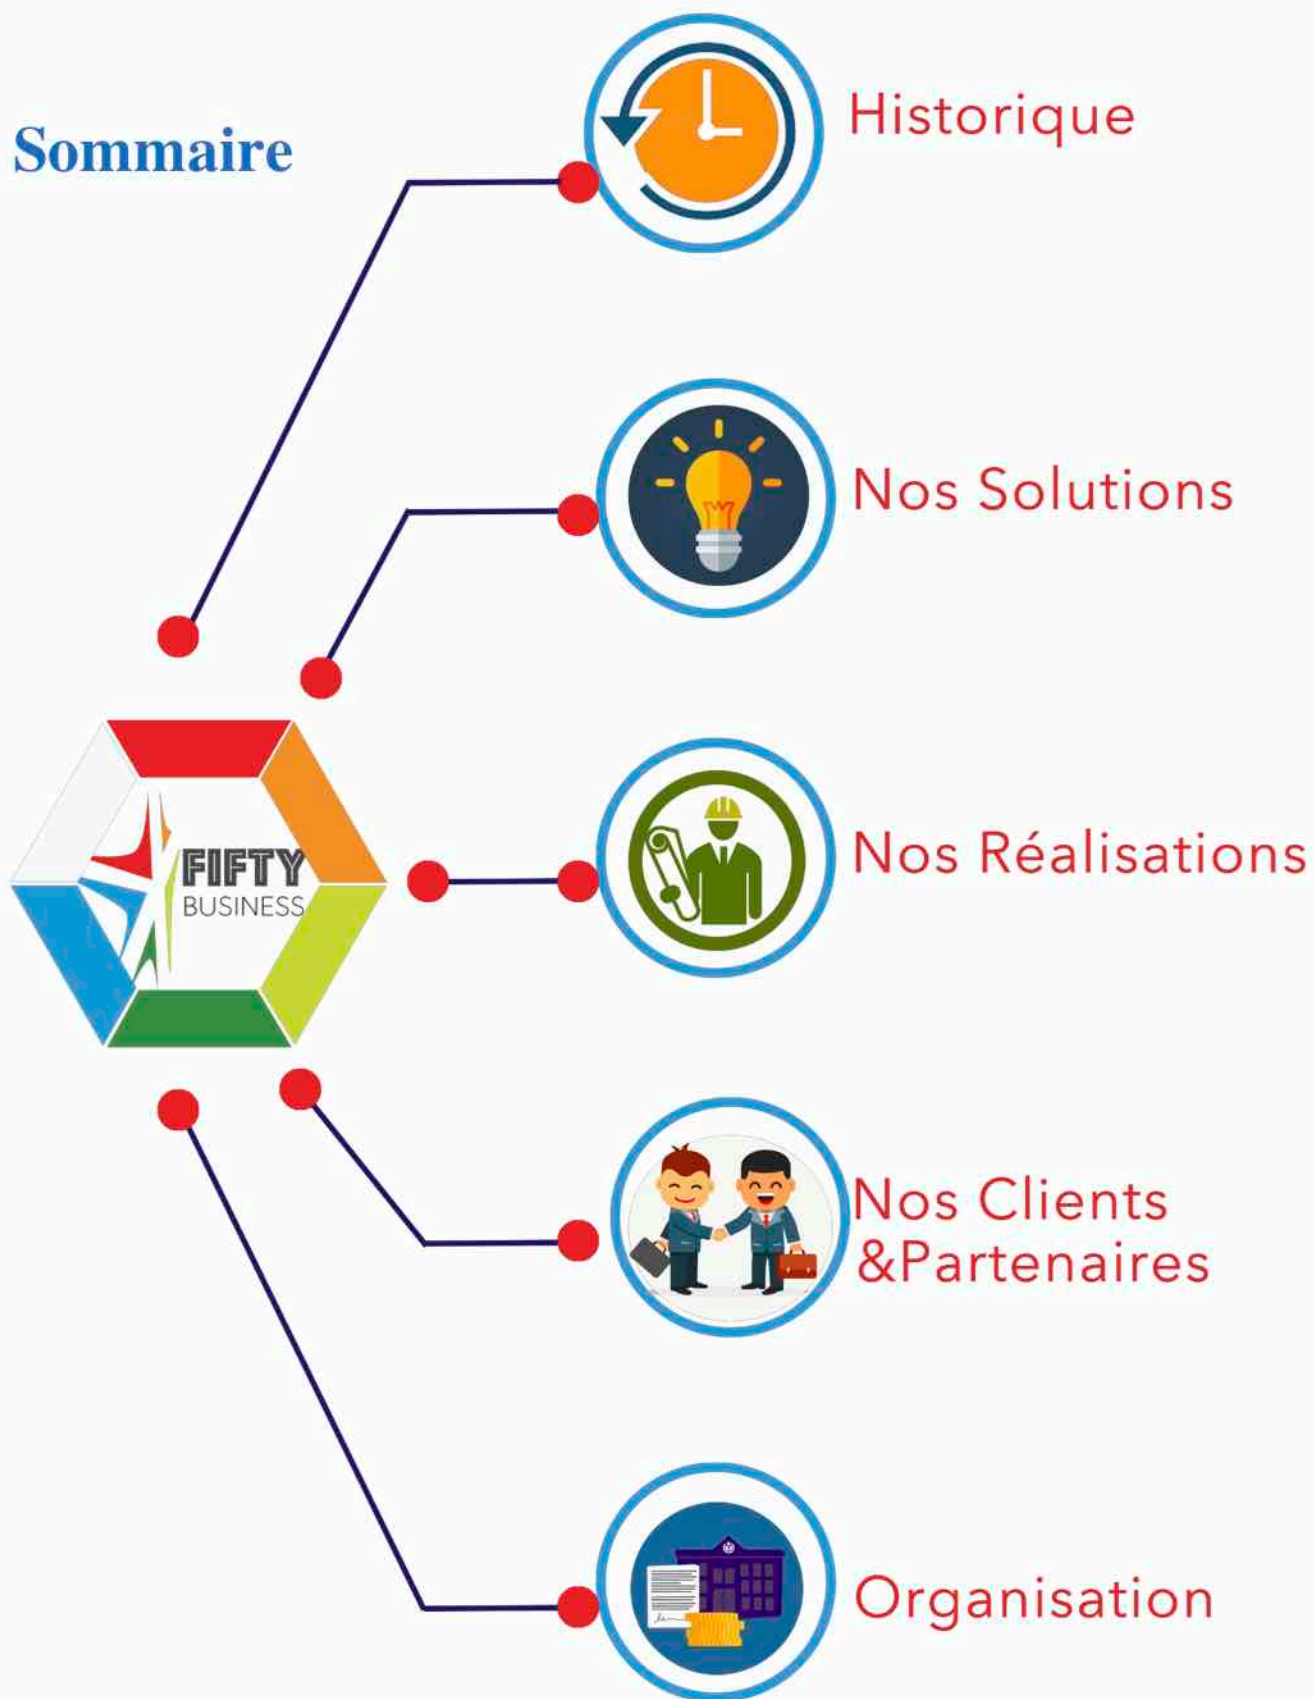 Sommaire
Historique
Nos Solutions
Nos Réalisations
FIFTY
BUSINESS
Nos Clients
&Partenaires
Organisation